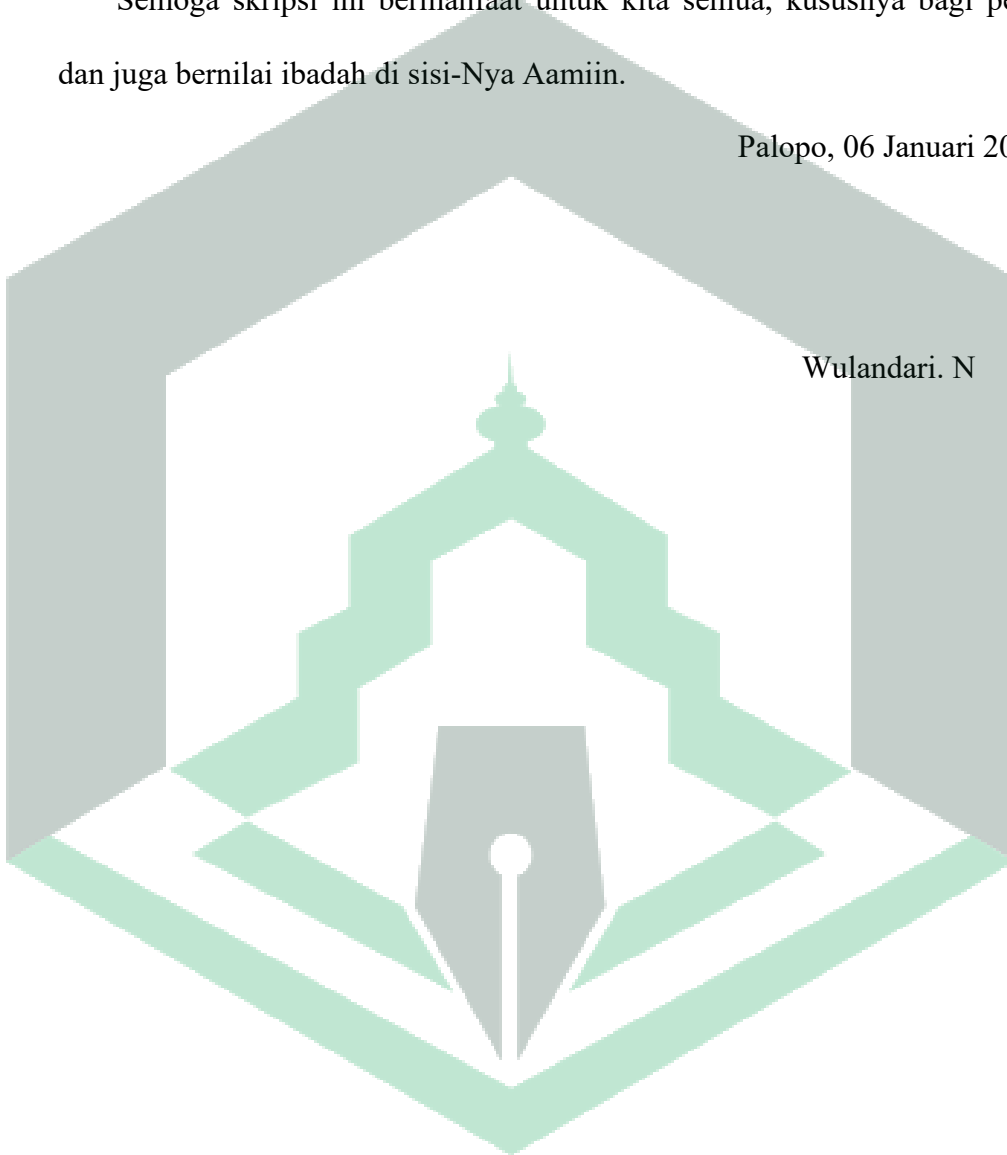 Semoga skripsi ini bermanfaat untuk kita semua, kususnya bagi
dan juga bernilai ibadah di sisi-Nya Aamiin.
Palopo, 06 Januari 20
Wulandari. N